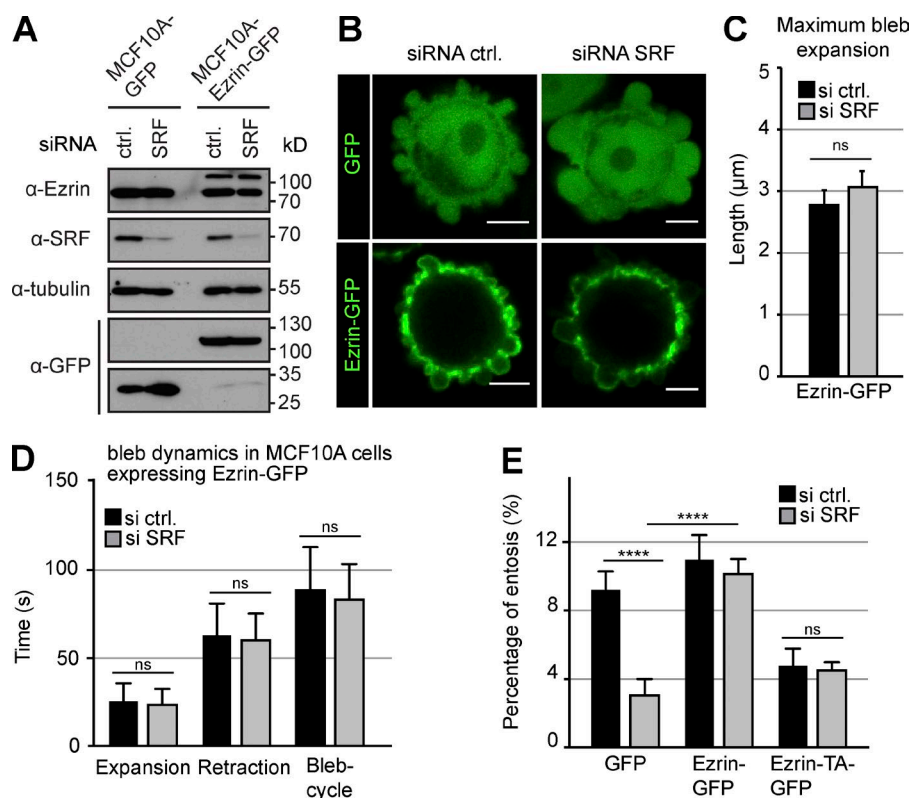 A
MCF10A-
GFP
MCF10A-
Ezrin-GFP
siRNA
ctrl.
SRF
ctrl.
SRF
kD
α-Ezrin
100
70
α-SRF
70
α-tubulin
55
α-GFP
130
100
35
25
B
siRNA ctrl.
siRNA SRF
GFP
Ezrin-GFP
C
Maximum bleb
expansion
5
4
3
2
1
0
si ctrl.
si SRF
ns
Length (µm)
Ezrin-GFP
D
bleb dynamics in MCF10A cells
expressing Ezrin-GFP
150
100
50
0
si ctrl.
si SRF
ns
ns
ns
Time (s)
Expansion
Retraction
Bleb-
cycle
E
si ctrl.
si SRF
Percentage of entosis (%)
12
8
4
0
****
****
ns
GFP
Ezrin-
GFP
Ezrin-TA-
GFP